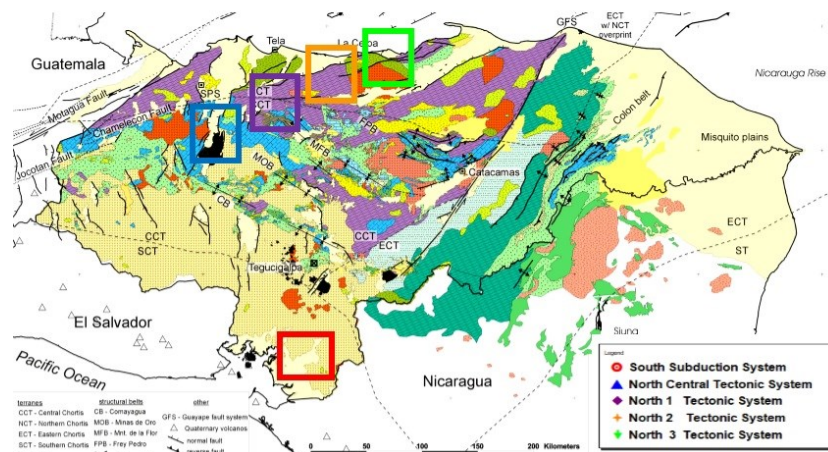 GFS
ECT
w/ NCT
overprint
Tela
La Ceiba
Guatemala
Nicarauga Rise
SPS
CT
CT
Motagua Fault
Chamelecon Fault
Jocotan Fault
FPB
MFB
MOB
Colon belt
Misquito plains
Catacamas
CB
CCT
SCT
CCT
ECT
ECT
ST
Tegucigalpa
El Salvador
Siuna
Pacific Ocean
Nicaragua
Legend
South Subduction System
North Central Tectonic System
North 1 Tectonic System
North 2 Tectonic System
North 3 Tectonic System
terranes
CCT - Central Chortis
NCT - Northern Chortis
ECT - Eastern Chortis
SCT - Southern Chortis
structural belts
CB - Comayagua
MOB - Minas de Oro
MFB - Mnt. de la Flor
FPB - Frey Pedro
other
GFS - Guayape fault system
Quaternary volcanos
normal fault
reverse fault
0 50 100 150 200 Kilometers